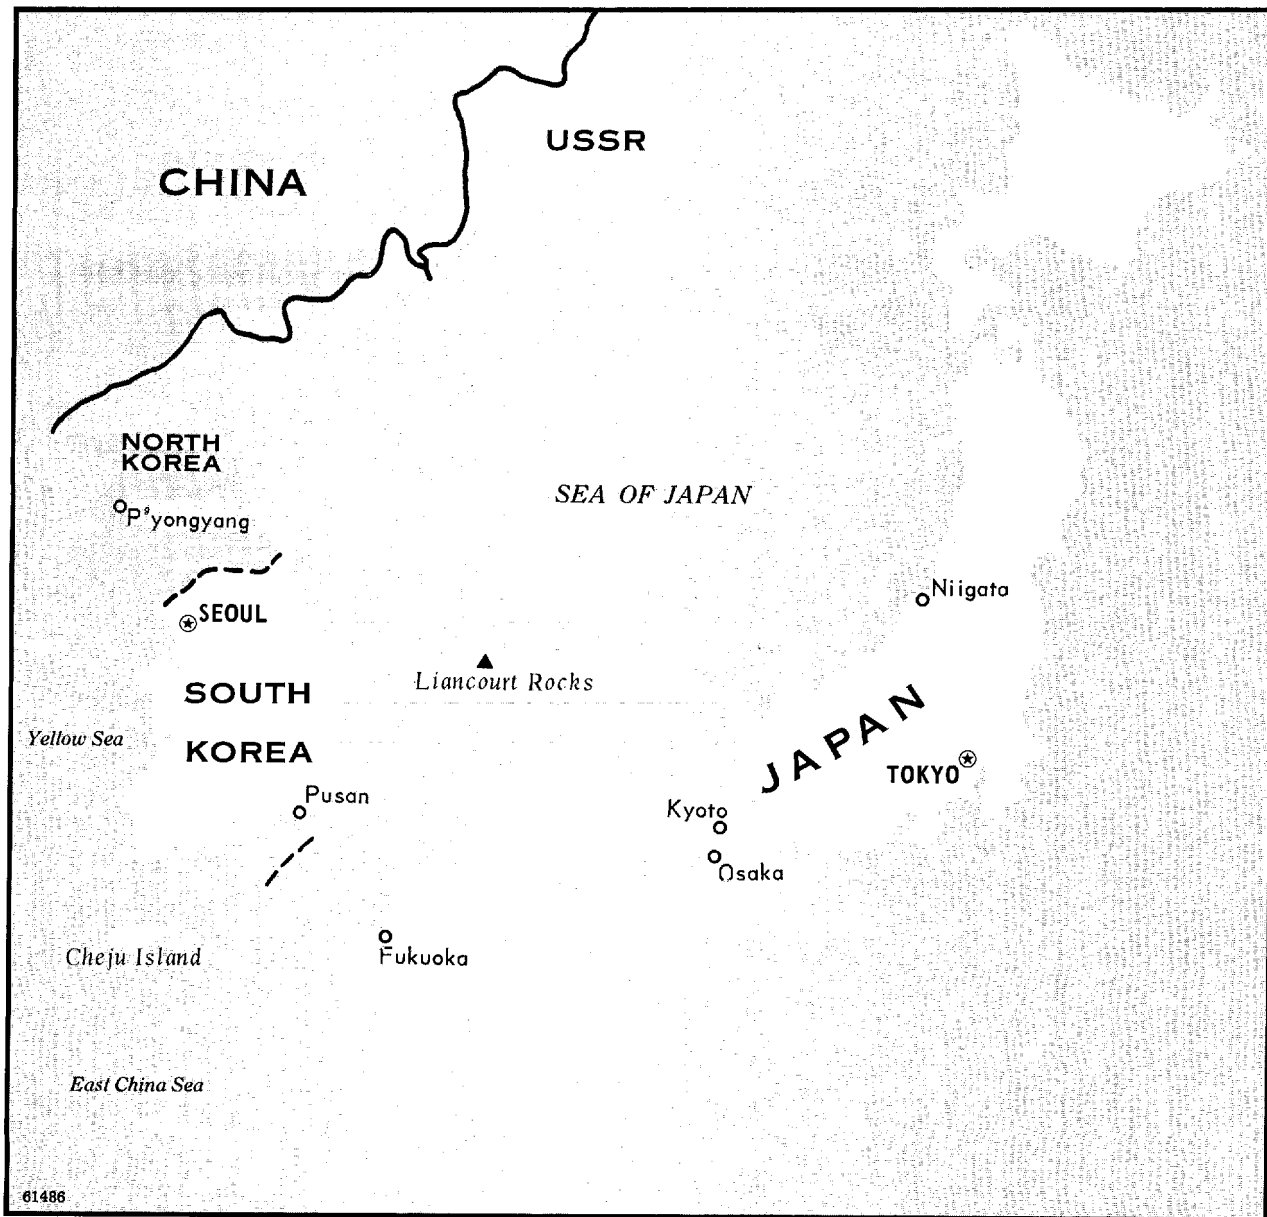 USSR
CHINA
NORTH
KOREA
P'yongyang
SEA OF JAPAN
Niigata
SEOUL
Liancourt Rocks
SOUTH
KOREA
Yellow Sea
JAPAN
TOKYO
Pusan
Kyoto
Osaka
Cheju Island
Fukuoka
East China Sea
61486